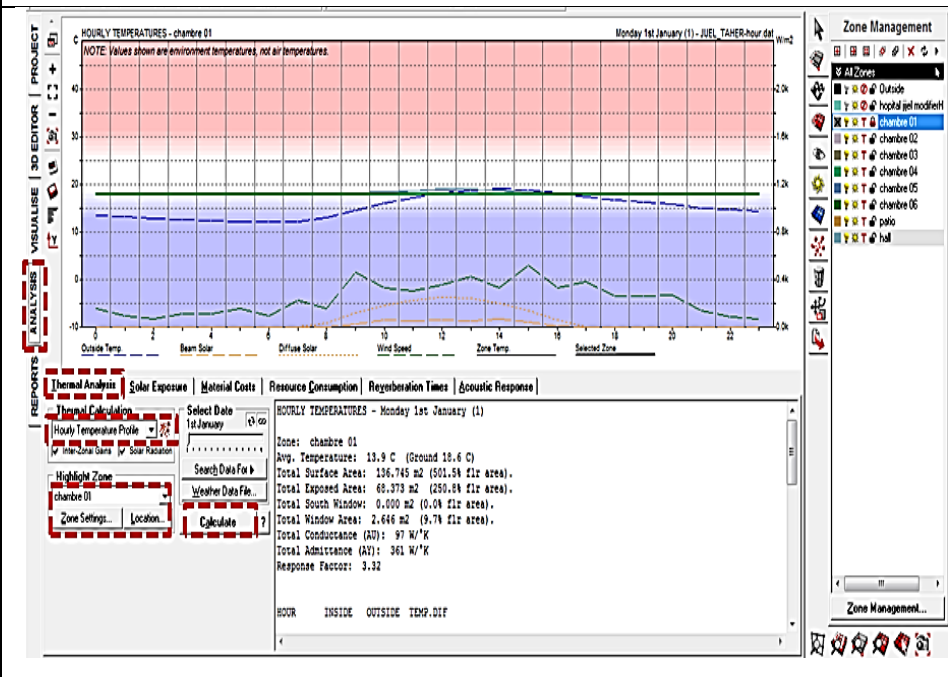 HOURLY TEMPERATURES - chambre 01
Monday 1st January (1) - JIJEL_TAHER-hour.dat
C
W/m2
NOTE: Values shown are environment temperatures, not air temperatures.
40
2.0k
30
1.6k
20
1.2k
10
0.8k
0
0.4k
-10
0.0k
0 2 4 6 8 10 12 14 16 18 20 22
Outside Temp. Beam Solar Diffuse Solar Wind Speed Zone Temp. Selected Zone
PROJECT
3D EDITOR
VISUALISE
ANALYSIS
REPORTS
Thermal Analysis Solar Exposure Material Costs Resource Consumption Reverberation Times Acoustic Response
Thermal Calculation
Hourly Temperature Profile
Inter-Zonal Gains Solar Radiation
Highlight Zone
chambre 01
Zone Settings... Location...
Select Date
1st January
Search Data For
Weather Data File...
Calculate ?
HOURLY TEMPERATURES - Monday 1st January (1)
Zone: chambre 01
Avg. Temperature: 13.9 C (Ground 18.6 C)
Total Surface Area: 136.745 m2 (501.5% flr area).
Total Exposed Area: 68.373 m2 (250.8% flr area).
Total South Window: 0.000 m2 (0.0% flr area).
Total Window Area: 2.646 m2 (9.7% flr area).
Total Conductance (AU): 97 W/°K
Total Admittance (AY): 361 W/°K
Response Factor: 3.32
HOUR INSIDE OUTSIDE TEMP.DIF
Zone Management
All Zones
Outside
hopital jijel modifierH
chambre 01
chambre 02
chambre 03
chambre 04
chambre 05
chambre 06
patio
hall
Zone Management...